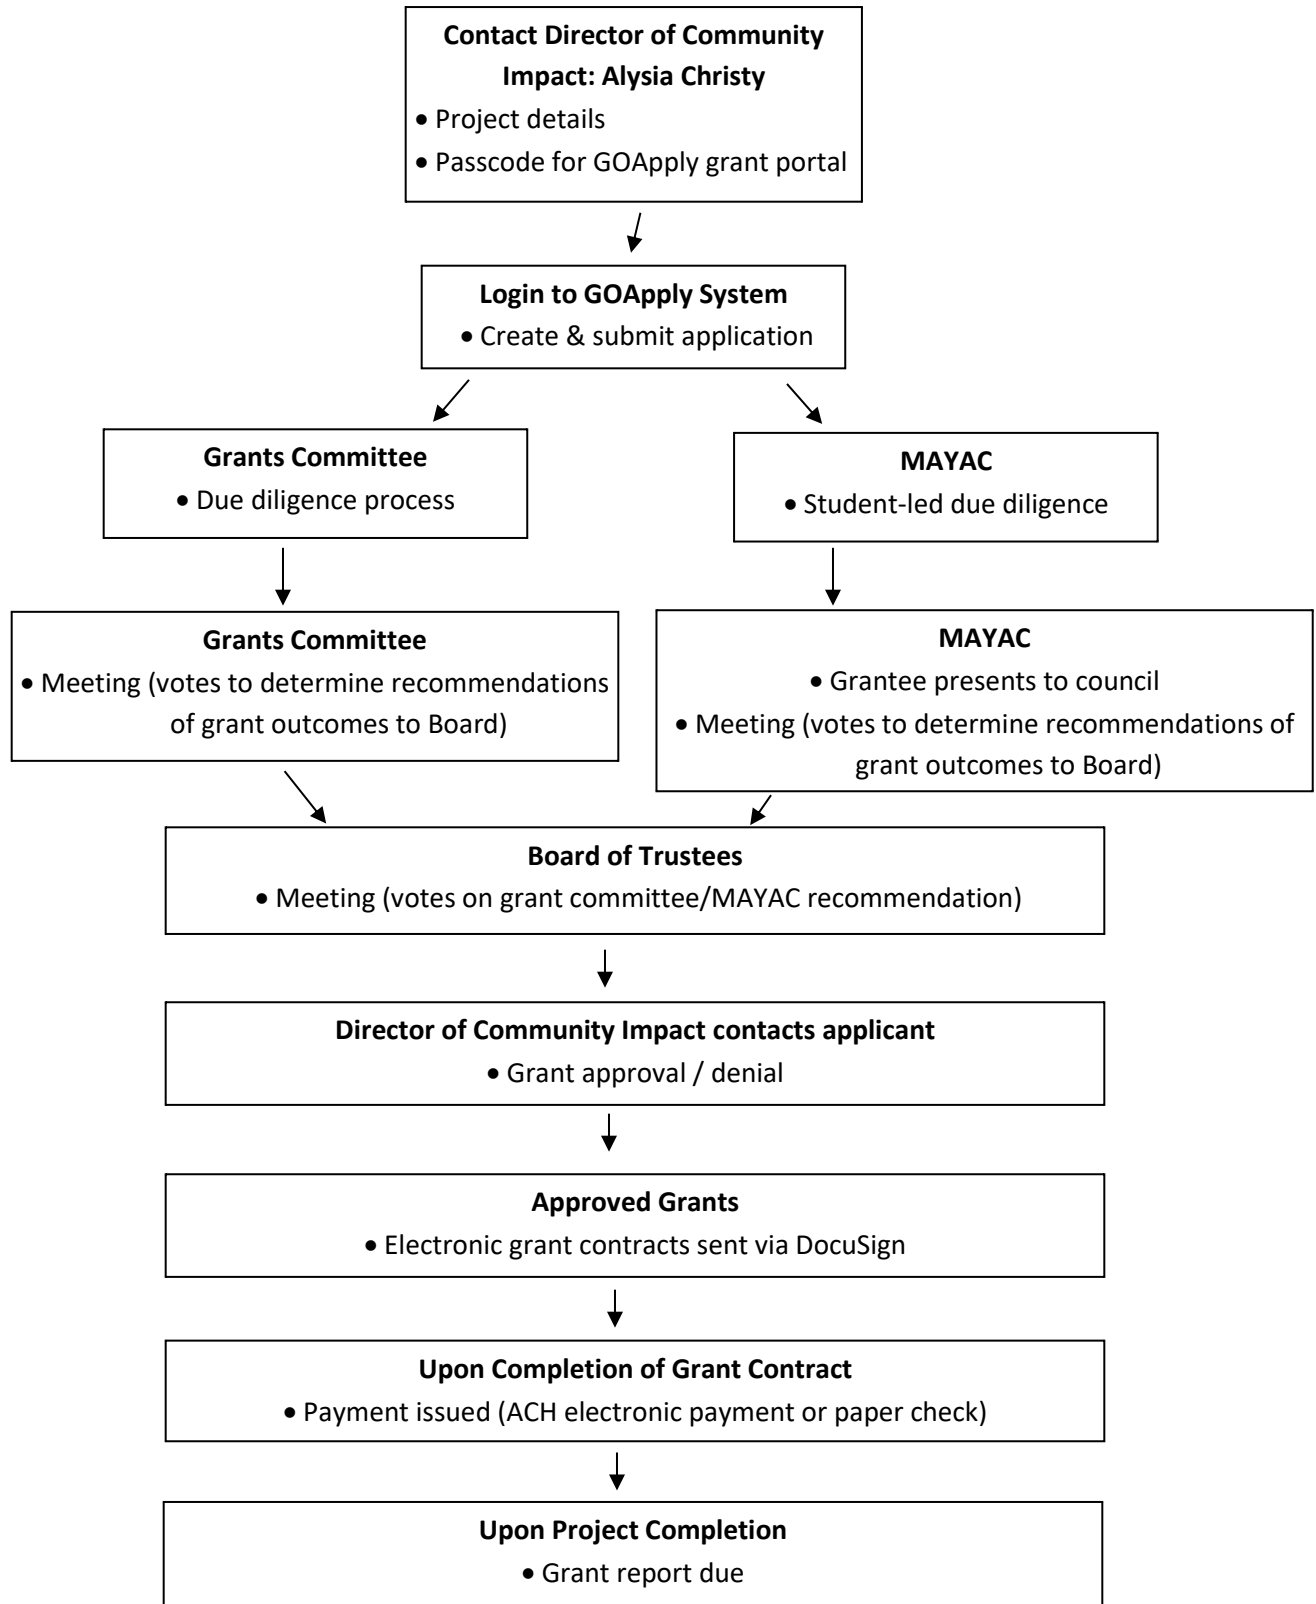 Contact Director of Community
Impact: Alysia Christy
• Project details
• Passcode for GOApply grant portal
Login to GOApply System
• Create & submit application
Grants Committee
• Due diligence process
MAYAC
• Student-led due diligence
Grants Committee
• Meeting (votes to determine recommendations
of grant outcomes to Board)
MAYAC
• Grantee presents to council
• Meeting (votes to determine recommendations of
grant outcomes to Board)
Board of Trustees
• Meeting (votes on grant committee/MAYAC recommendation)
Director of Community Impact contacts applicant
• Grant approval / denial
Approved Grants
• Electronic grant contracts sent via DocuSign
Upon Completion of Grant Contract
• Payment issued (ACH electronic payment or paper check)
Upon Project Completion
• Grant report due